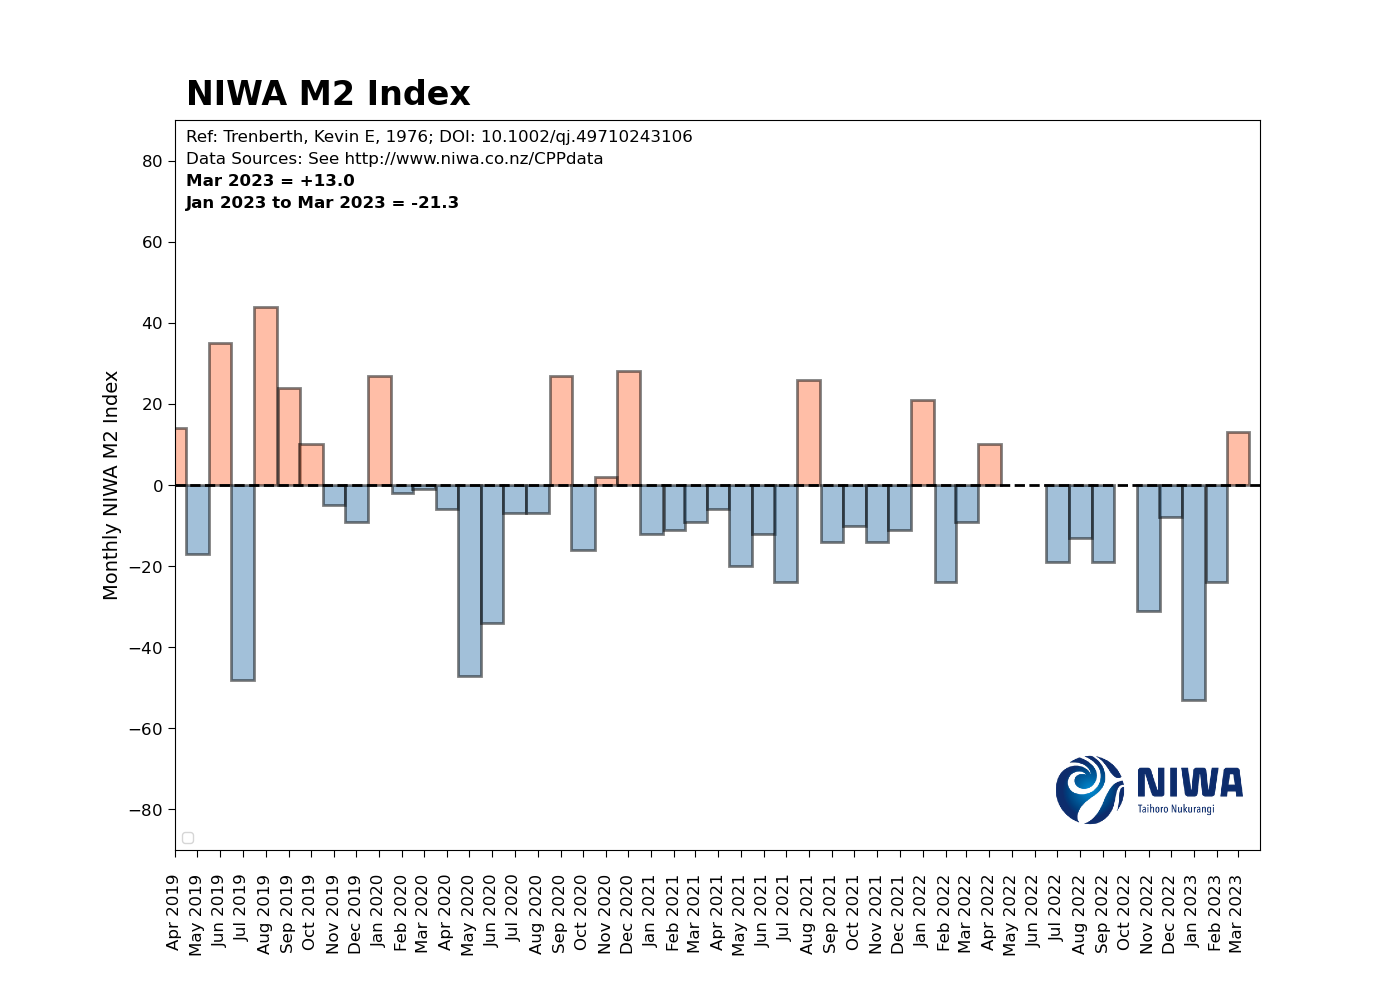 NIWA M2 Index
Ref: Trenberth, Kevin E, 1976; DOI: 10.1002/qj.49710243106
Data Sources: See http://www.niwa.co.nz/CPPdata
Mar 2023 = +13.0
Jan 2023 to Mar 2023 = -21.3
Monthly NIWA M2 Index
80
60
40
20
0
−20
−40
−60
−80
NIWA
Taihoro Nukurangi
Apr 2019
May 2019
Jun 2019
Jul 2019
Aug 2019
Sep 2019
Oct 2019
Nov 2019
Dec 2019
Jan 2020
Feb 2020
Mar 2020
Apr 2020
May 2020
Jun 2020
Jul 2020
Aug 2020
Sep 2020
Oct 2020
Nov 2020
Dec 2020
Jan 2021
Feb 2021
Mar 2021
Apr 2021
May 2021
Jun 2021
Jul 2021
Aug 2021
Sep 2021
Oct 2021
Nov 2021
Dec 2021
Jan 2022
Feb 2022
Mar 2022
Apr 2022
May 2022
Jun 2022
Jul 2022
Aug 2022
Sep 2022
Oct 2022
Nov 2022
Dec 2022
Jan 2023
Feb 2023
Mar 2023